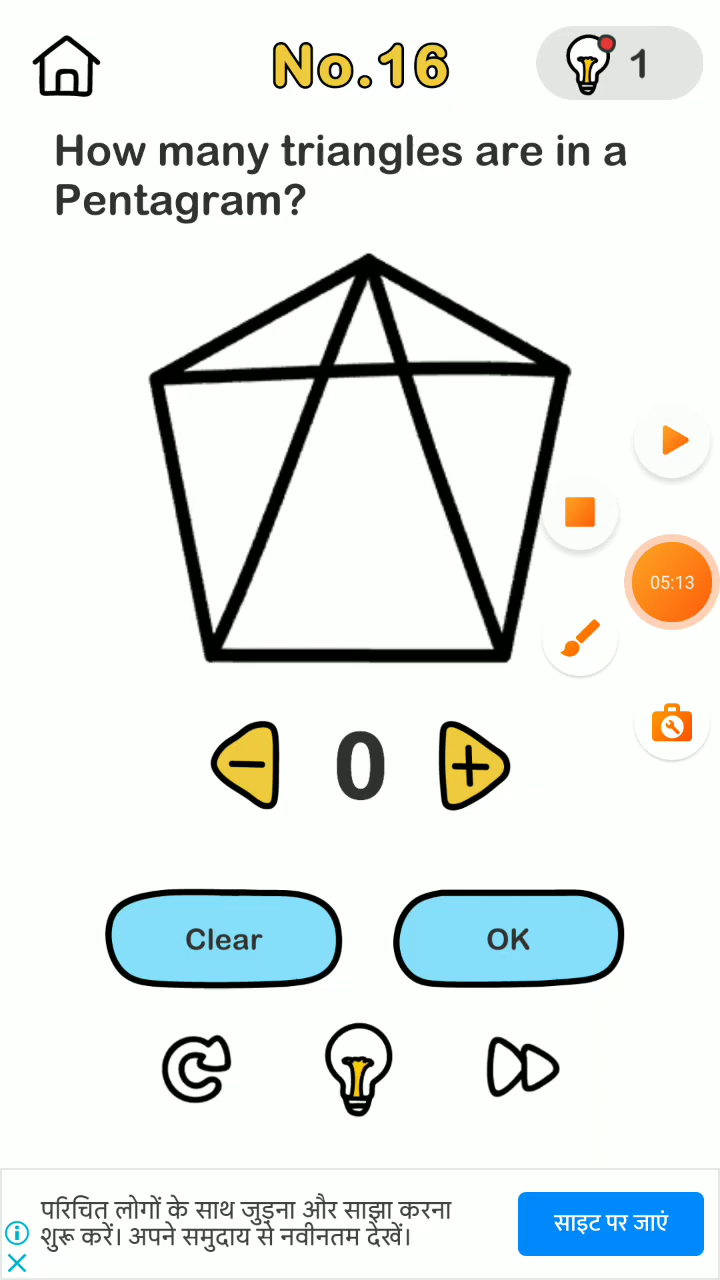 No.16
1
How many triangles are in a
Pentagram?
05:13
0
Clear
OK
परिचित लोगों के साथ जुड़ना और साझा करना
शुरू करें। अपने समुदाय से नवीनतम देखें।
साइट पर जाएं